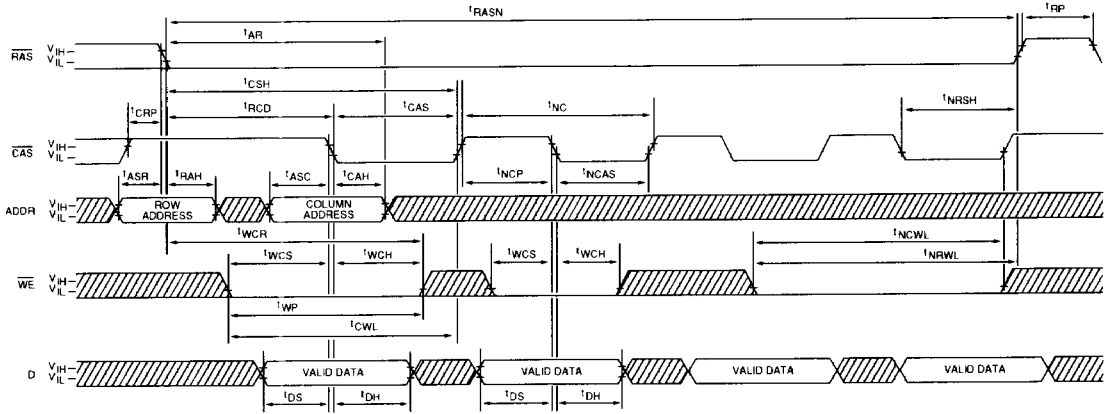 tRASN
tRP
tAR
RAS
VIH
VIL
tCSH
tRCD
tCAS
tNC
tNRSH
tCRP
CAS
VIH
VIL
tASR
tRAH
tASC
tCAH
tNCP
tNCAS
ADDR
VIH
VIL
ROW
ADDRESS
COLUMN
ADDRESS
tWCR
tNCWL
tWCS
tWCH
tWCS
tWCH
tNRWL
WE
VIH
VIL
tWP
tCWL
D
VIH
VIL
VALID DATA
VALID DATA
VALID DATA
VALID DATA
tDS
tDH
tDS
tDH